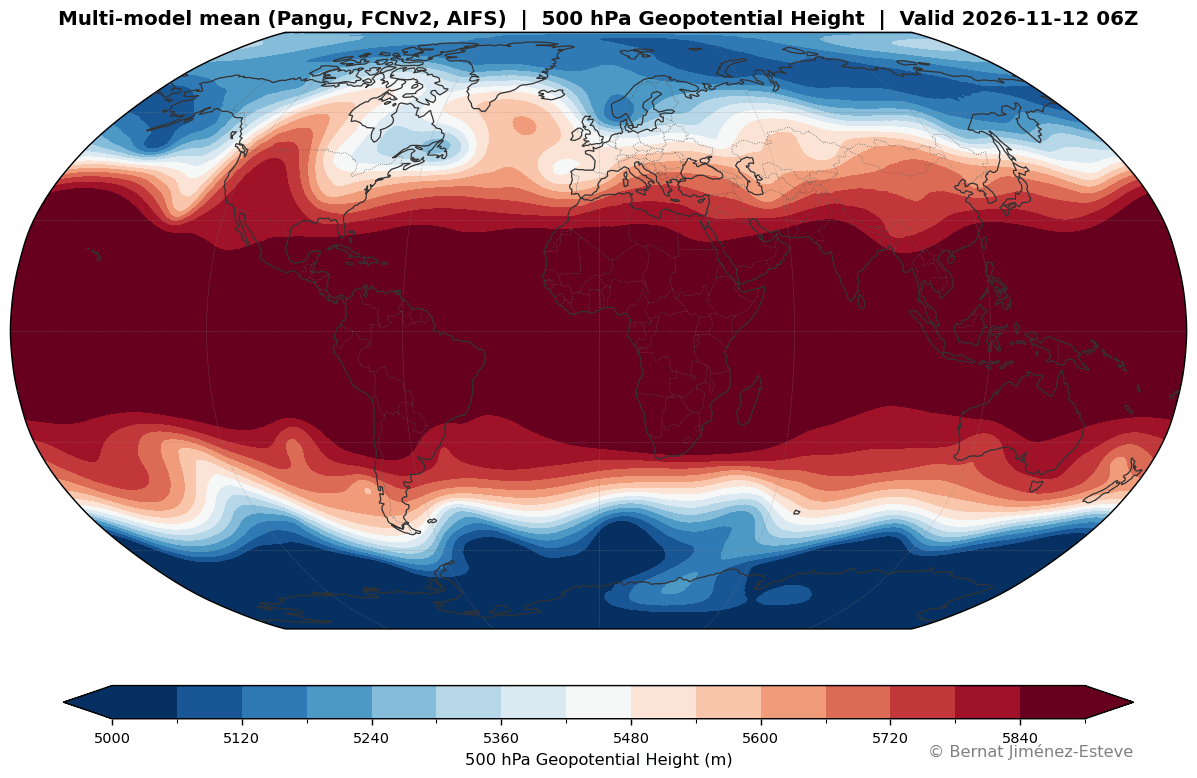 Multi-model mean (Pangu, FCNv2, AIFS) | 500 hPa Geopotential Height | Valid 2026-11-12 06Z
5000 5120 5240 5360 5480 5600 5720 5840
500 hPa Geopotential Height (m)
© Bernat Jiménez-Esteve